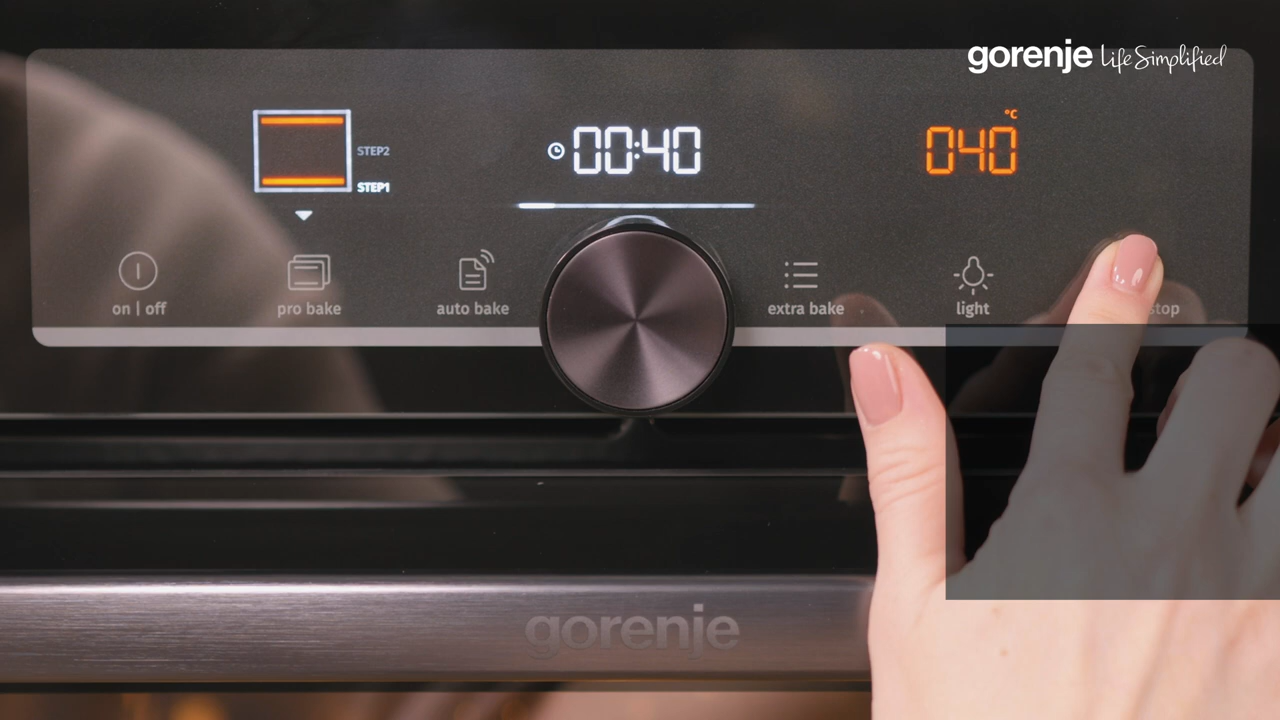 gorenje Life Simplified
STEP2
STEP1
00:40
°C
040
on | off
pro bake
auto bake
extra bake
light
stop
gorenje